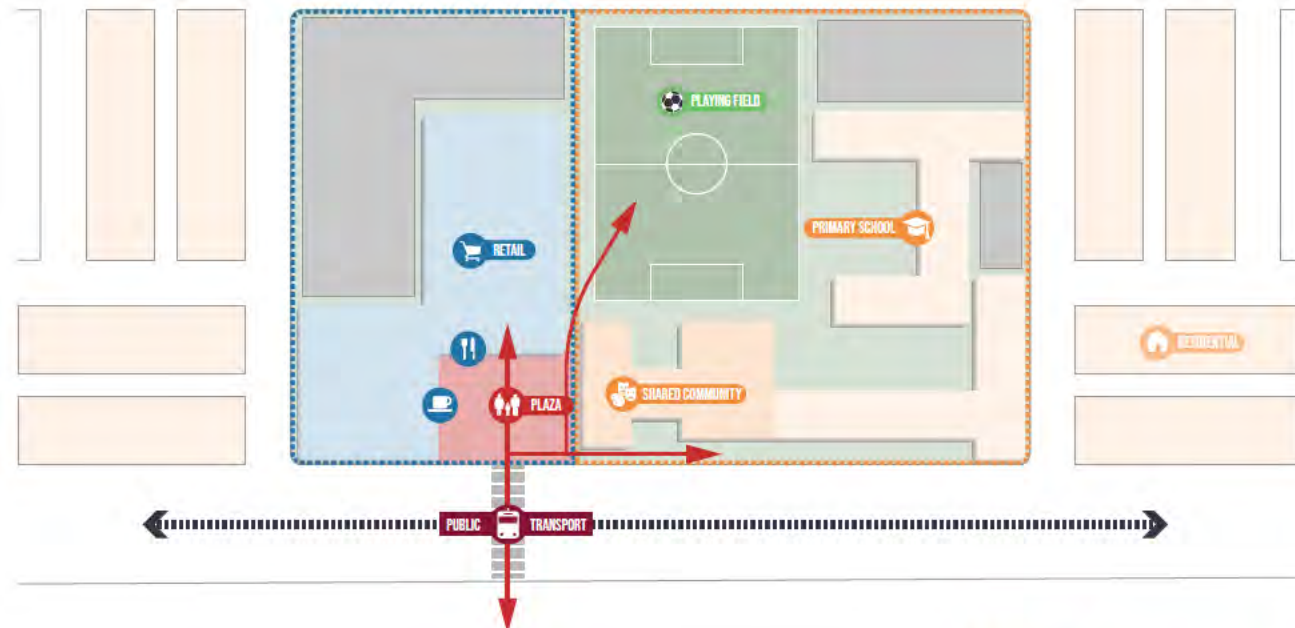 PLAYING FIELD
PRIMARY SCHOOL
RETAIL
RESIDENTIAL
SHARED COMMUNITY
PLAZA
PUBLIC TRANSPORT